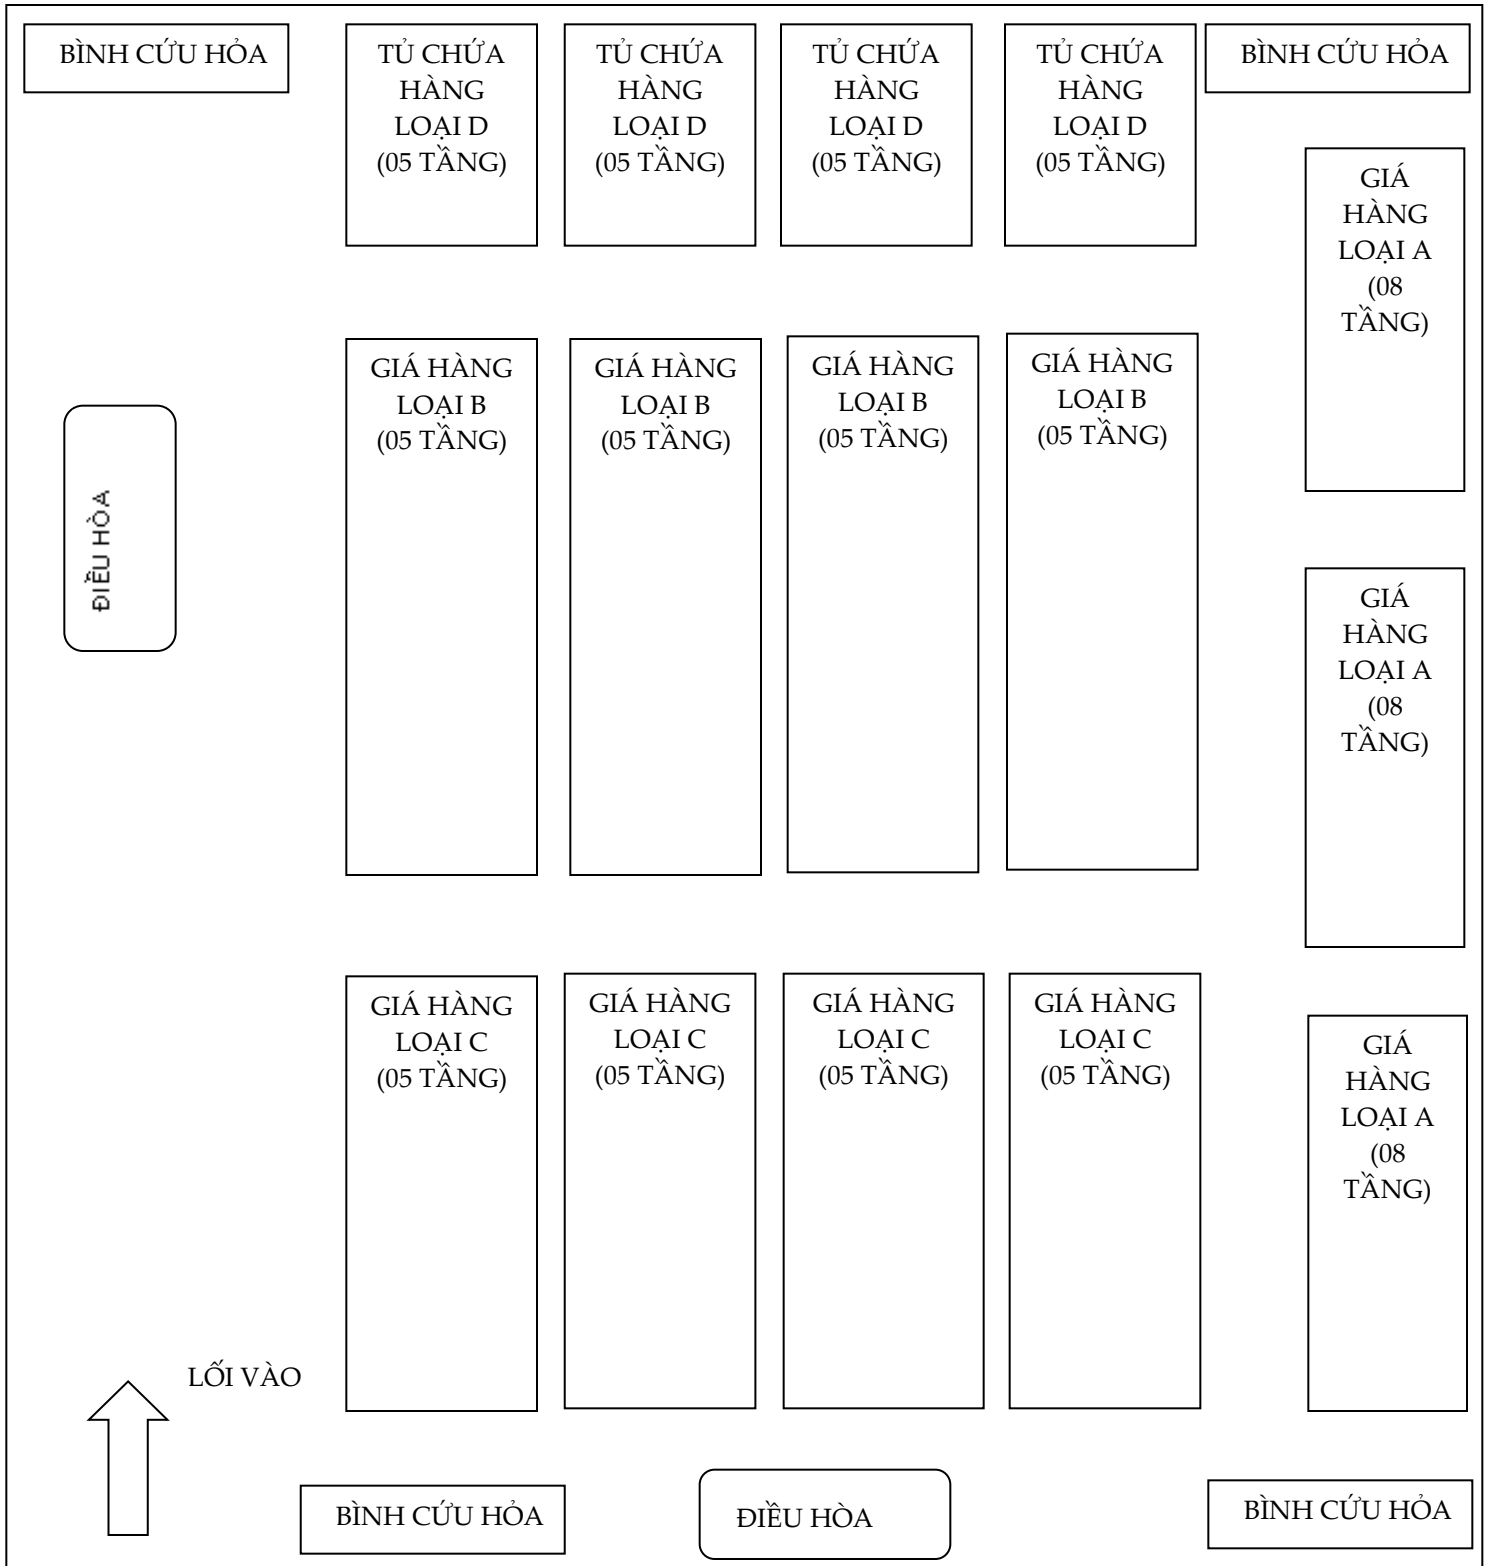 BÌNH CỨU HỎA
TỦ CHỨA
HÀNG
LOẠI D
(05 TẦNG)
TỦ CHỨA
HÀNG
LOẠI D
(05 TẦNG)
TỦ CHỨA
HÀNG
LOẠI D
(05 TẦNG)
TỦ CHỨA
HÀNG
LOẠI D
(05 TẦNG)
BÌNH CỨU HỎA
GIÁ
HÀNG
LOẠI A
(08
TẦNG)
GIÁ HÀNG
LOẠI B
(05 TẦNG)
GIÁ HÀNG
LOẠI B
(05 TẦNG)
GIÁ HÀNG
LOẠI B
(05 TẦNG)
GIÁ HÀNG
LOẠI B
(05 TẦNG)
ĐIỀU HÒA
GIÁ
HÀNG
LOẠI A
(08
TẦNG)
GIÁ HÀNG
LOẠI C
(05 TẦNG)
GIÁ HÀNG
LOẠI C
(05 TẦNG)
GIÁ HÀNG
LOẠI C
(05 TẦNG)
GIÁ HÀNG
LOẠI C
(05 TẦNG)
GIÁ
HÀNG
LOẠI A
(08
TẦNG)
LỐI VÀO
BÌNH CỨU HỎA
ĐIỀU HÒA
BÌNH CỨU HỎA